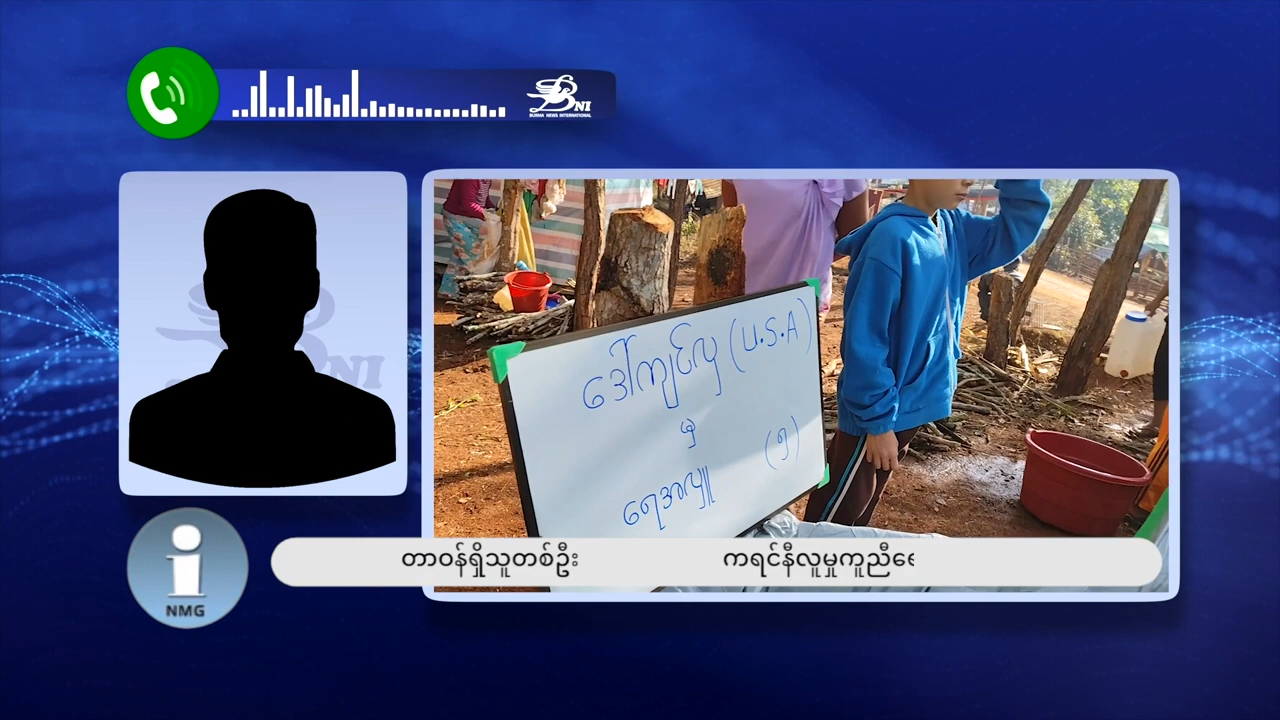 BNI
BURMA NEWS INTERNATIONAL
BNI
ဒေါ်ကျင်လှ (U.S.A)
မှ (၅)
ရေအလှူ
တာဝန်ရှိသူတစ်ဦး ကရင်နီလူမှုကူညီရေ
NMG